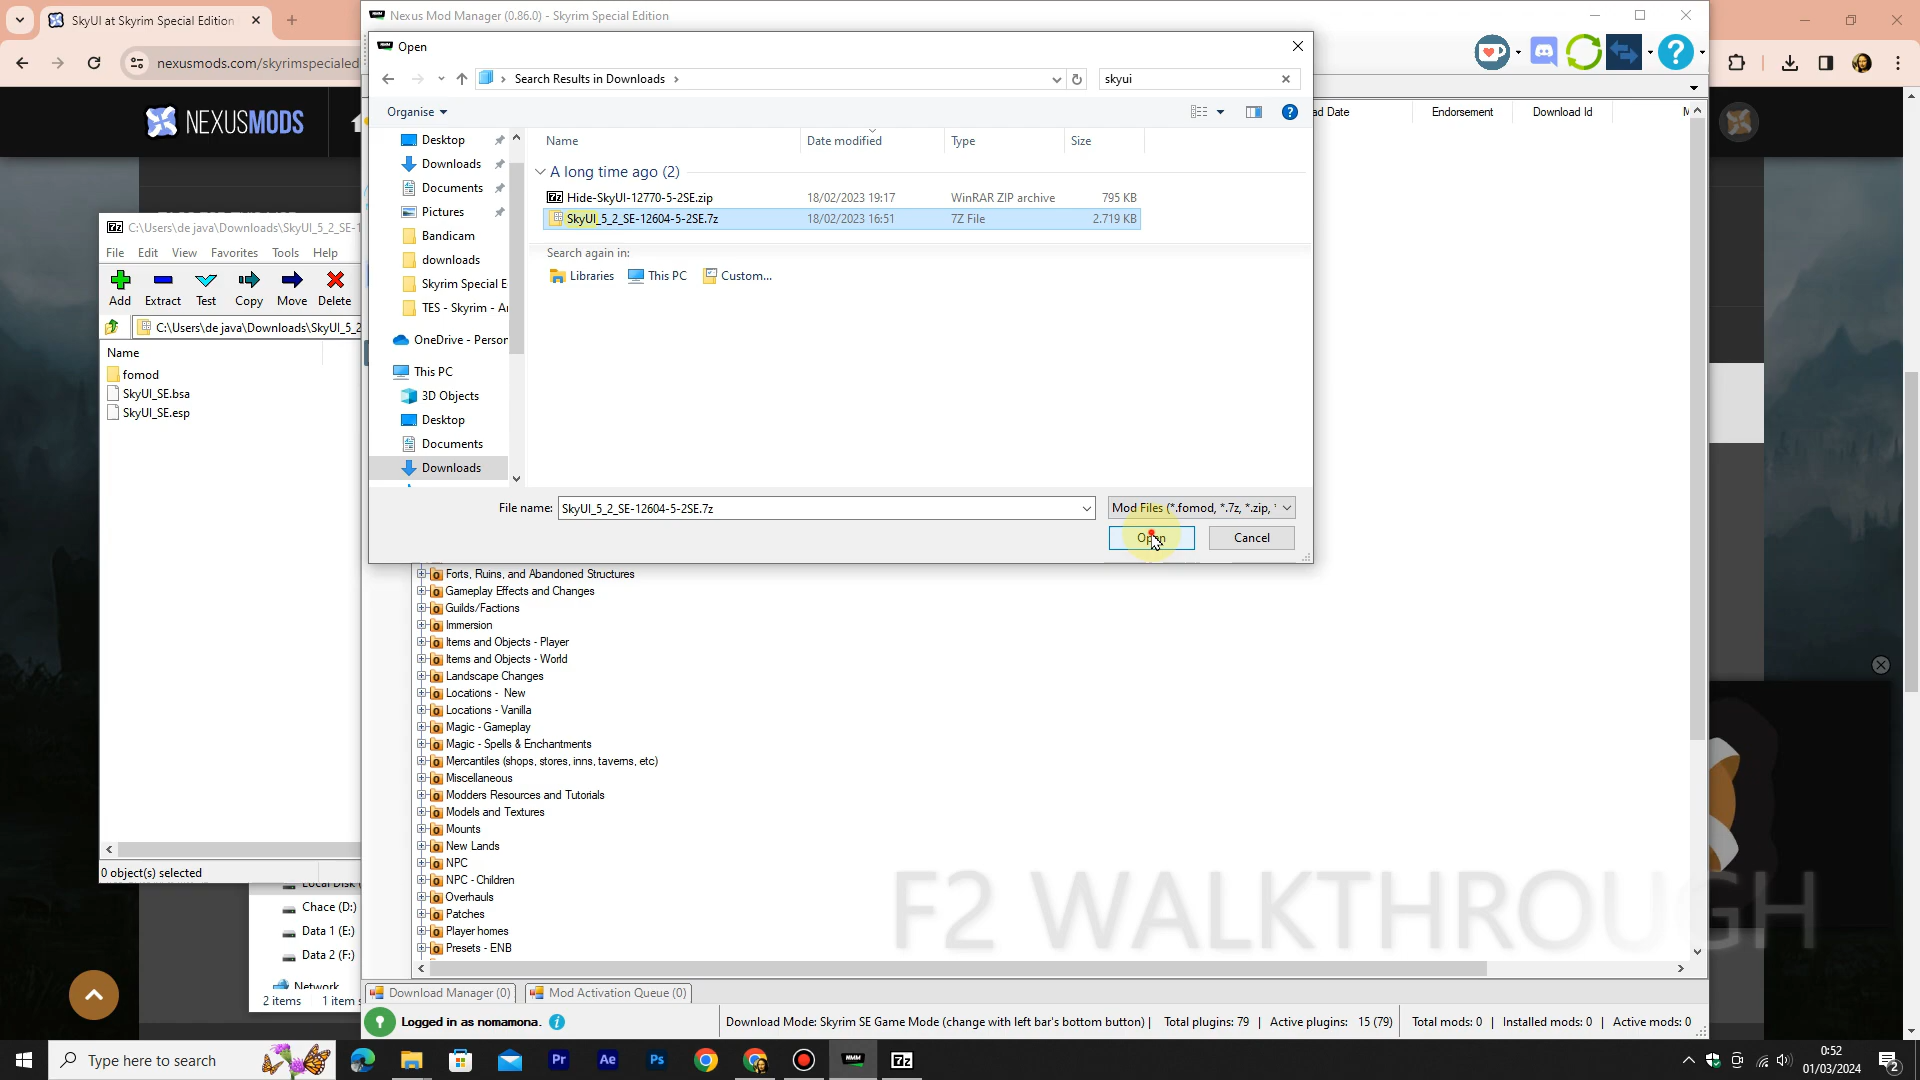 SkyUI at Skyrim Special Edition
nexusmods.com/skyrimspecialed
NEXUSMODS
Nexus Mod Manager (0.86.0) - Skyrim Special Edition
Open
Search Results in Downloads
skyui
Organise
Name
Date modified
Type
Size
A long time ago (2)
Hide-SkyUI-12770-5-2SE.zip
18/02/2023 19:17
WinRAR ZIP archive
795 KB
SkyUI_5_2_SE-12604-5-2SE.7z
18/02/2023 16:51
7Z File
2.719 KB
Search again in:
Libraries
This PC
Custom...
Desktop
Downloads
Documents
Pictures
Bandicam
downloads
Skyrim Special E
TES - Skyrim - A
OneDrive - Person
This PC
3D Objects
Desktop
Documents
Downloads
File name:
SkyUI_5_2_SE-12604-5-2SE.7z
Mod Files (*.fomod, *.7z, *.zip, *
Open
Cancel
ad Date
Endorsement
Download Id
C:\Users\de java\Downloads\SkyUI_5_2_SE-1
File
Edit
View
Favorites
Tools
Help
Add
Extract
Test
Copy
Move
Delete
C:\Users\de java\Downloads\SkyUI_5_2
Name
fomod
SkyUI_SE.bsa
SkyUI_SE.esp
0 object(s) selected
Local Disk
Chace (D:)
Data 1 (E:)
Data 2 (F:)
Network
2 items
1 item s
Forts, Ruins, and Abandoned Structures
Gameplay Effects and Changes
Guilds/Factions
Immersion
Items and Objects - Player
Items and Objects - World
Landscape Changes
Locations - New
Locations - Vanilla
Magic - Gameplay
Magic - Spells & Enchantments
Mercantiles (shops, stores, inns, taverns, etc)
Miscellaneous
Modders Resources and Tutorials
Models and Textures
Mounts
New Lands
NPC
NPC - Children
Overhauls
Patches
Player homes
Presets - ENB
F2 WALKTHROUGH
Download Manager (0)
Mod Activation Queue (0)
Logged in as nomamona.
Download Mode: Skyrim SE Game Mode (change with left bar's bottom button) |
Total plugins: 79 | Active plugins: 15 (79)
Total mods: 0 | Installed mods: 0 | Active mods: 0
Type here to search
0:52
01/03/2024